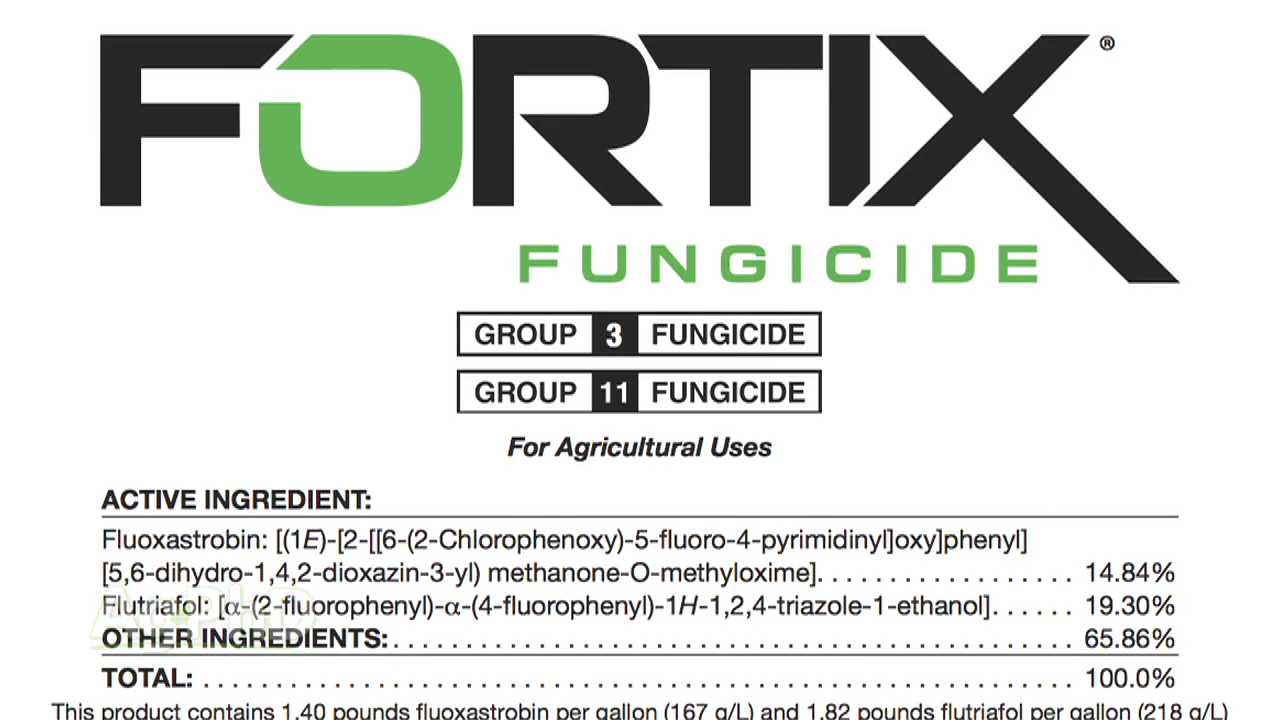 FORTIX®
FUNGICIDE
GROUP 3 FUNGICIDE
GROUP 11 FUNGICIDE
For Agricultural Uses
ACTIVE INGREDIENT:
Fluoxastrobin: [(1E)-[2-[[6-(2-Chlorophenoxy)-5-fluoro-4-pyrimidinyl]oxy]phenyl]
[5,6-dihydro-1,4,2-dioxazin-3-yl) methanone-O-methyloxime]. . . . . . . . . . . . . . . . . . 14.84%
Flutriafol: [α-(2-fluorophenyl)-α-(4-fluorophenyl)-1H-1,2,4-triazole-1-ethanol]. . . . . . 19.30%
OTHER INGREDIENTS: . . . . . . . . . . . . . . . . . . . . . . . . . . . . . . . . . . . . . . . . . . . . . . . 65.86%
TOTAL: . . . . . . . . . . . . . . . . . . . . . . . . . . . . . . . . . . . . . . . . . . . . . . . . . . . . . . . . . . . . 100.0%
This product contains 1.40 pounds fluoxastrobin per gallon (167 g/L) and 1.82 pounds flutriafol per gallon (218 g/L)
AgPhD